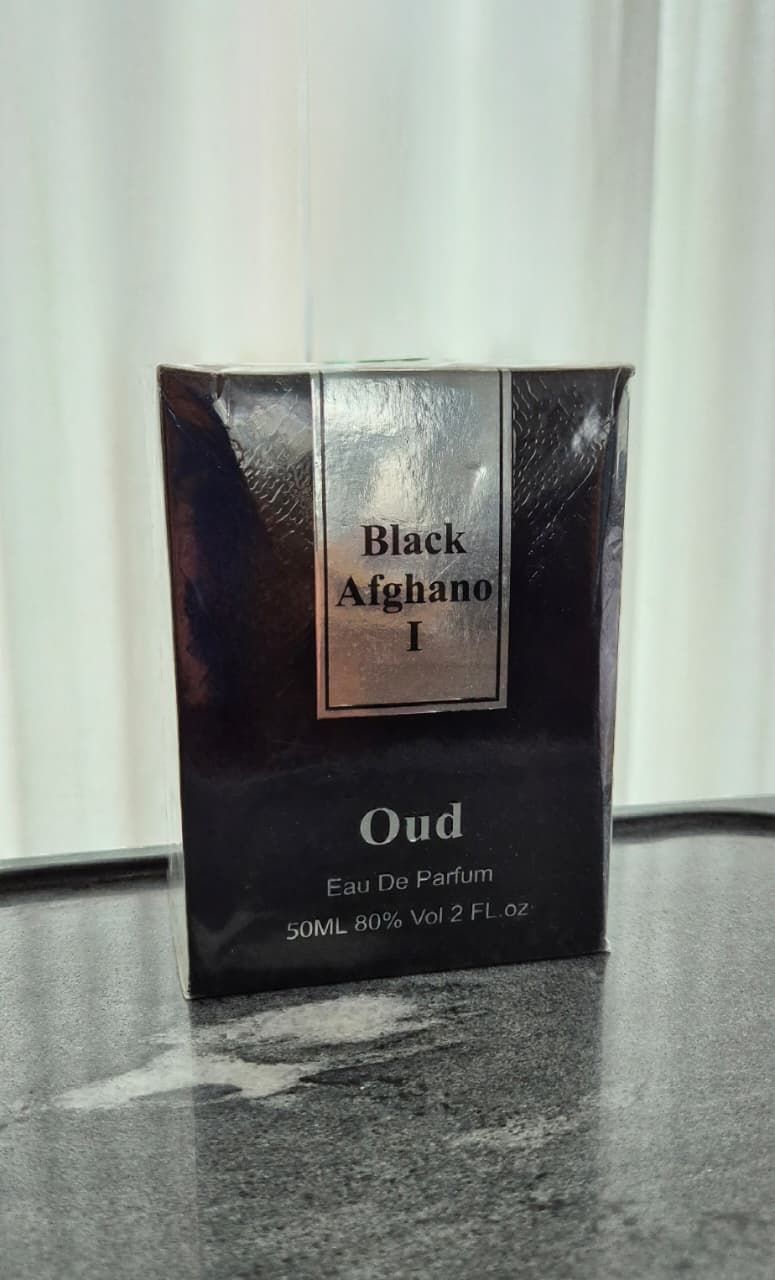 Black
Afghano
I
Oud
Eau De Parfum
50ML 80% Vol 2 FL.oz